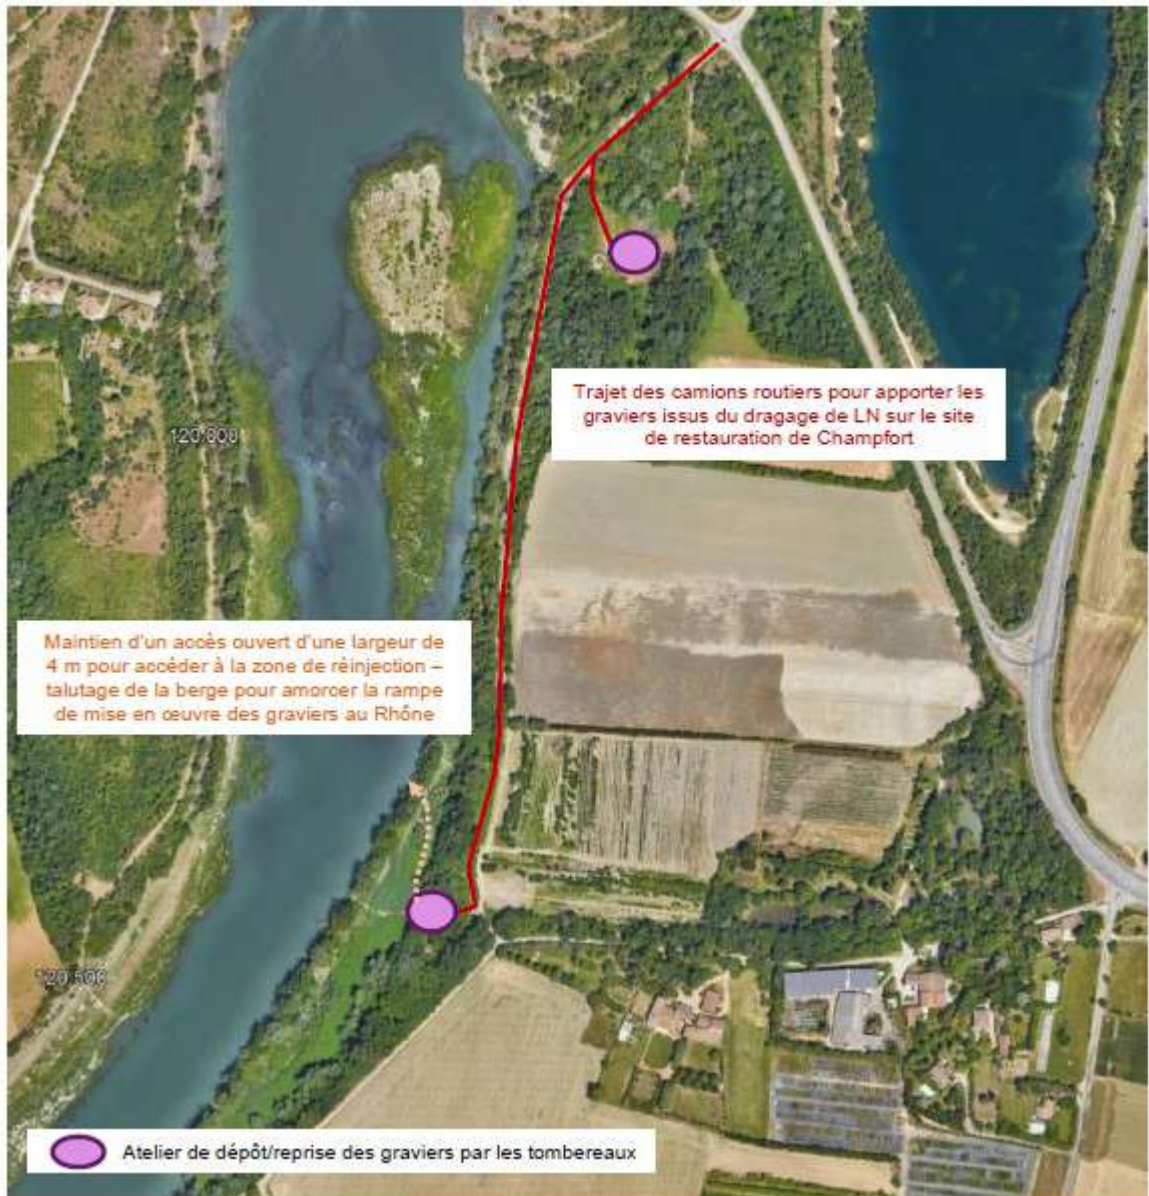 Trajet des camions routiers pour apporter les
graviers issus du dragage de LN sur le site
de restauration de Champfort
120.800
Maintien d'un accès ouvert d'une largeur de
4 m pour accéder à la zone de réinjection –
talutage de la berge pour amorcer la rampe
de mise en œuvre des graviers au Rhône
120.500
Atelier de dépôt/reprise des graviers par les tombereaux